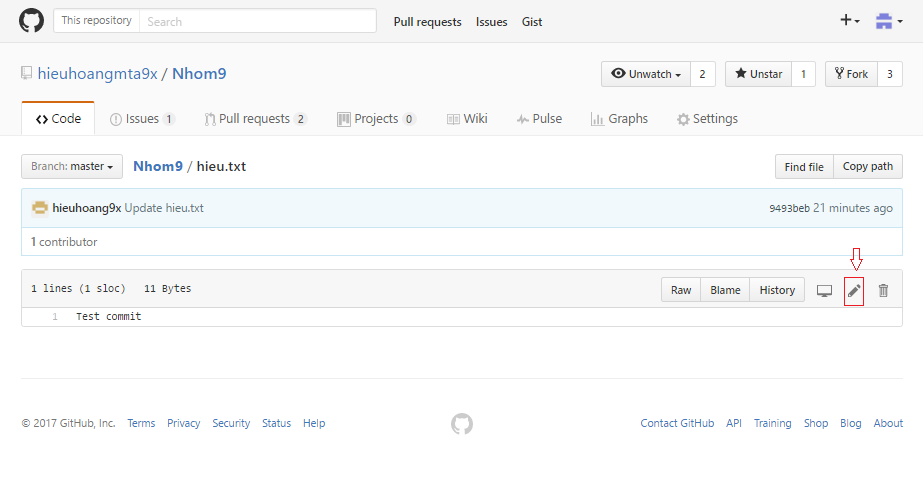 This repository Search Pull requests Issues Gist
hieuhoangmta9x / Nhom9 Unwatch 2 Unstar 1 Fork 3
Code Issues 1 Pull requests 2 Projects 0 Wiki Pulse Graphs Settings
Branch: master Nhom9 / hieu.txt Find file Copy path
hieuhoang9x Update hieu.txt 9493beb 21 minutes ago
1 contributor
1 lines (1 sloc) 11 Bytes Raw Blame History
1 Test commit
© 2017 GitHub, Inc. Terms Privacy Security Status Help Contact GitHub API Training Shop Blog About